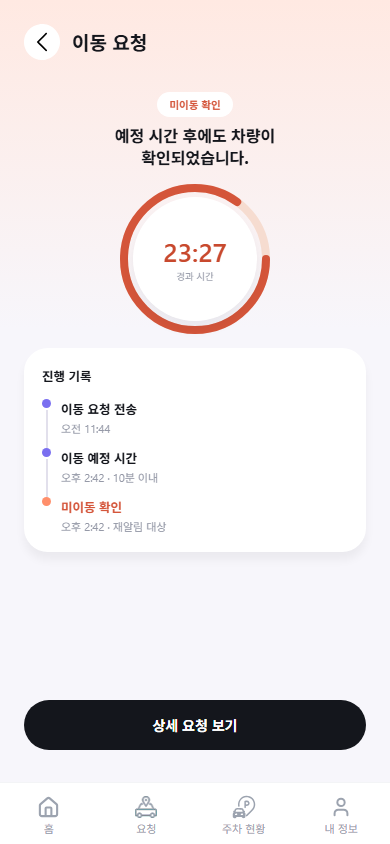 이동 요청
미이동 확인
예정 시간 후에도 차량이
확인되었습니다.
23:27
경과 시간
진행 기록
이동 요청 전송
오전 11:44
이동 예정 시간
오후 2:42 · 10분 이내
미이동 확인
오후 2:42 · 재알림 대상
상세 요청 보기
P
홈 요청 주차 현황 내 정보